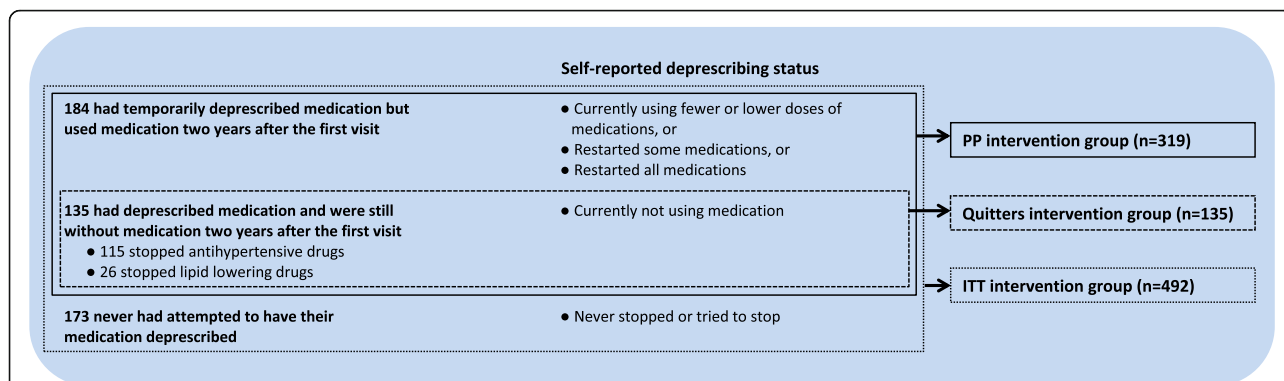 Self-reported deprescribing status
184 had temporarily deprescribed medication but
used medication two years after the first visit
● Currently using fewer or lower doses of
medications, or
● Restarted some medications, or
● Restarted all medications
PP intervention group (n=319)
135 had deprescribed medication and were still
without medication two years after the first visit
● 115 stopped antihypertensive drugs
● 26 stopped lipid lowering drugs
● Currently not using medication
Quitters intervention group (n=135)
ITT intervention group (n=492)
173 never had attempted to have their
medication deprescribed
● Never stopped or tried to stop